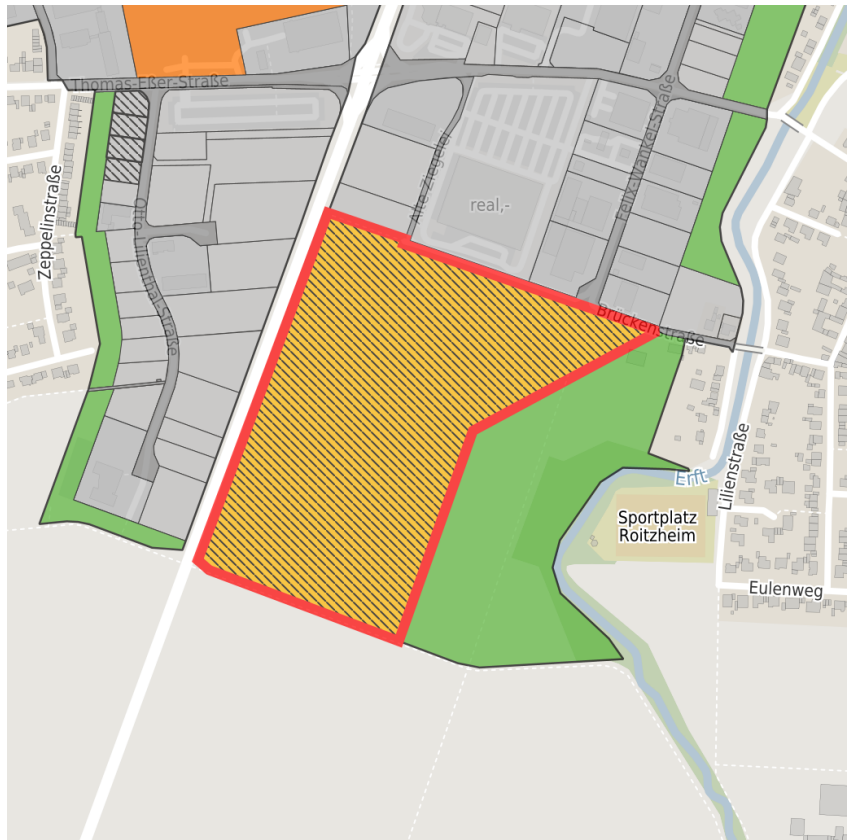 Thomas-Eßer-Straße
Zeppelinstraße
Otto-Lilienthal-Straße
Alte-Ziegelei
real,-
Felix-Wankel-Straße
Brückenstraße
Erft
Lilienstraße
Sportplatz
Roitzheim
Eulenweg